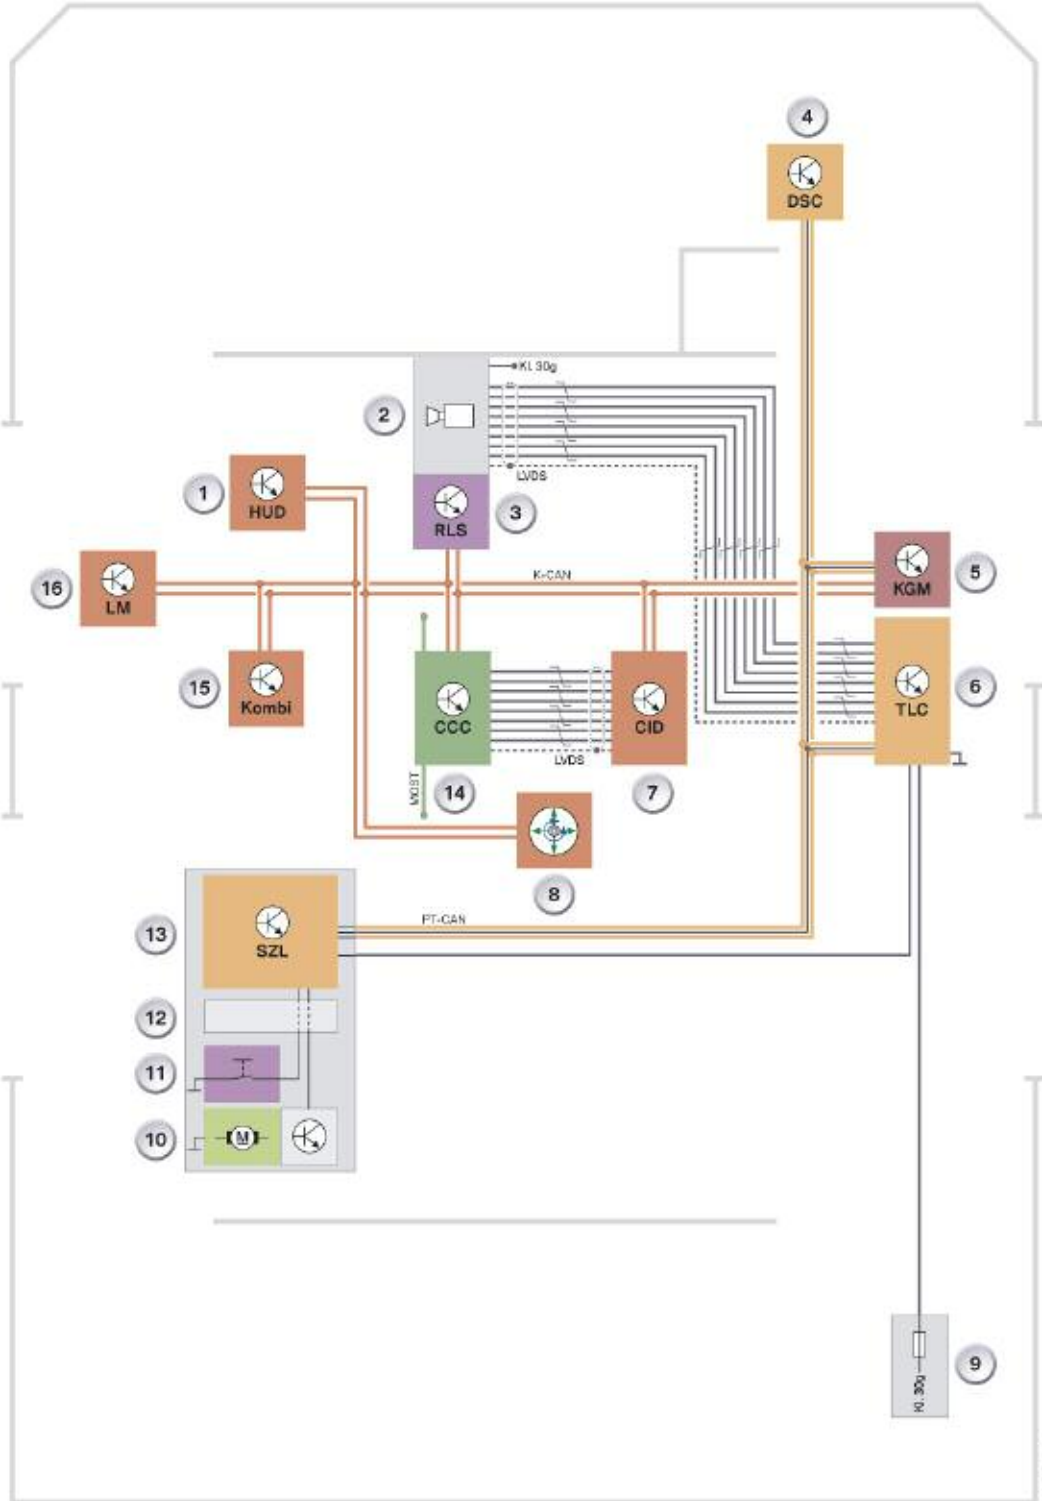 4
DSC
Kl. 30g
2
LVDS
1
HUD
3
RLS
K-CAN
5
KGM
16
LM
15
Kombi
CCC
CID
6
TLC
LVDS
MOST
14
7
8
13
SZL
PT-CAN
12
11
10
M
9
Kl. 30g